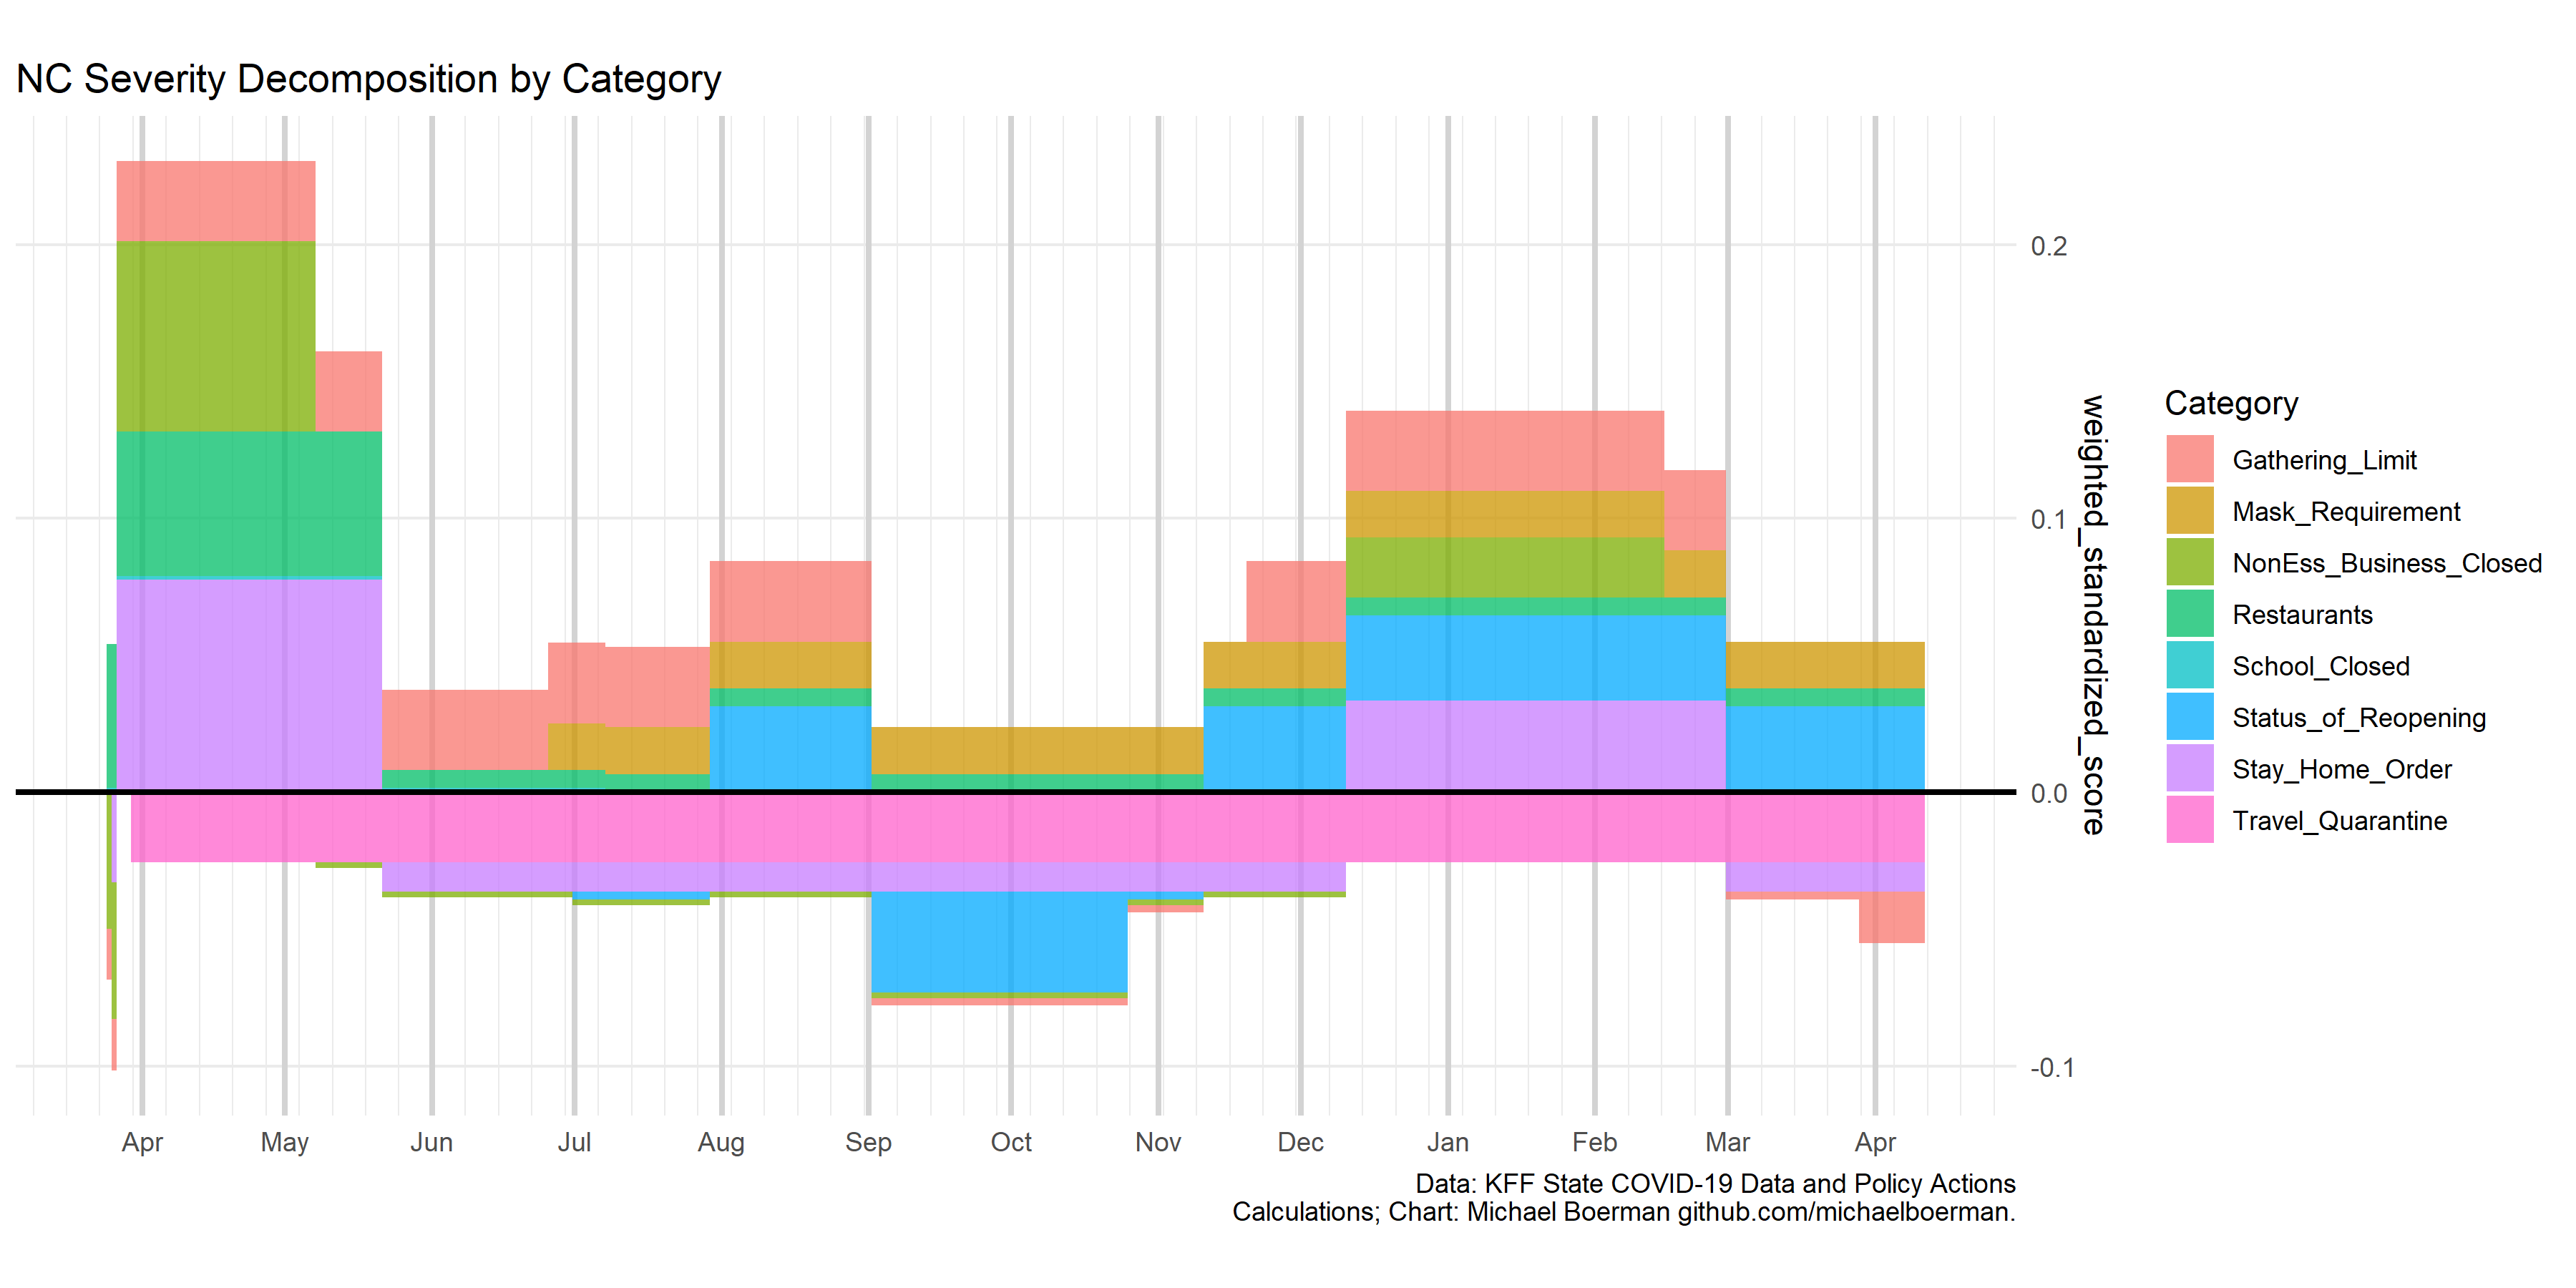 NC Severity Decomposition by Category
0.2
0.1
0.0
-0.1
weighted_standardized_score
Category
Gathering_Limit
Mask_Requirement
NonEss_Business_Closed
Restaurants
School_Closed
Status_of_Reopening
Stay_Home_Order
Travel_Quarantine
Apr May Jun Jul Aug Sep Oct Nov Dec Jan Feb Mar Apr
Data: KFF State COVID-19 Data and Policy Actions
Calculations; Chart: Michael Boerman github.com/michaelboerman.